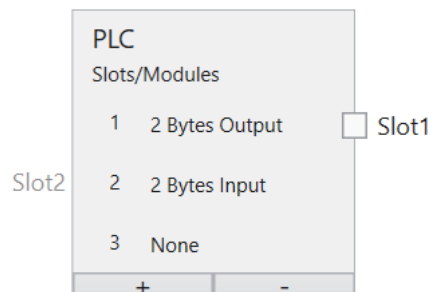 PLC
Slots/Modules
1 2 Bytes Output Slot1
Slot2 2 2 Bytes Input
3 None
+ -